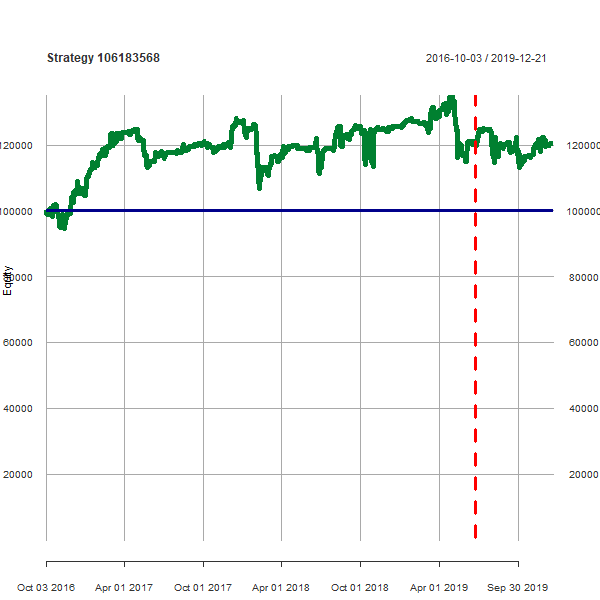 Strategy 106183568
2016-10-03 / 2019-12-21
120000
120000
100000
100000
Equity
80000
80000
60000
60000
40000
40000
20000
20000
Oct 03 2016
Apr 01 2017
Oct 01 2017
Apr 01 2018
Oct 01 2018
Apr 01 2019
Sep 30 2019